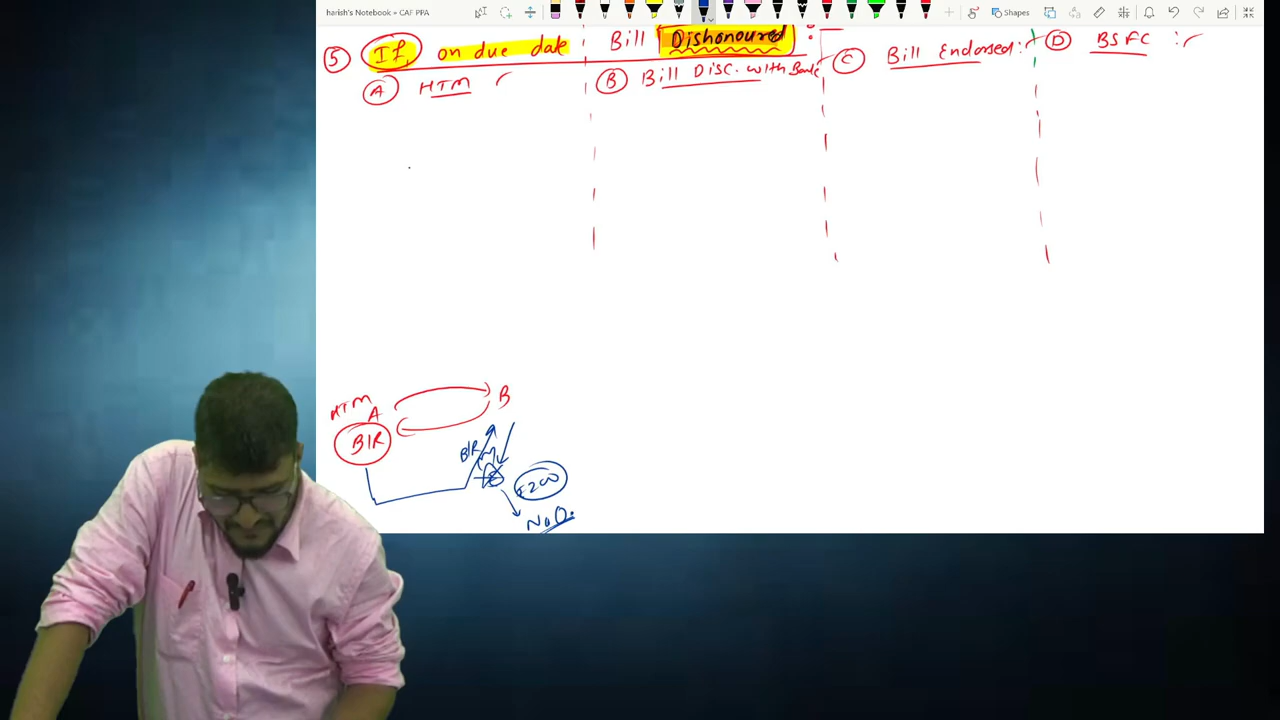 harish's Notebook » CAF PPA
Shapes
5 If, on due date Bill Dishonoured :
A HTM
B Bill Disc. with Bank
C Bill Endorsed :
D BSFC :
HTM
A
B
B/R
B/R
N.O.